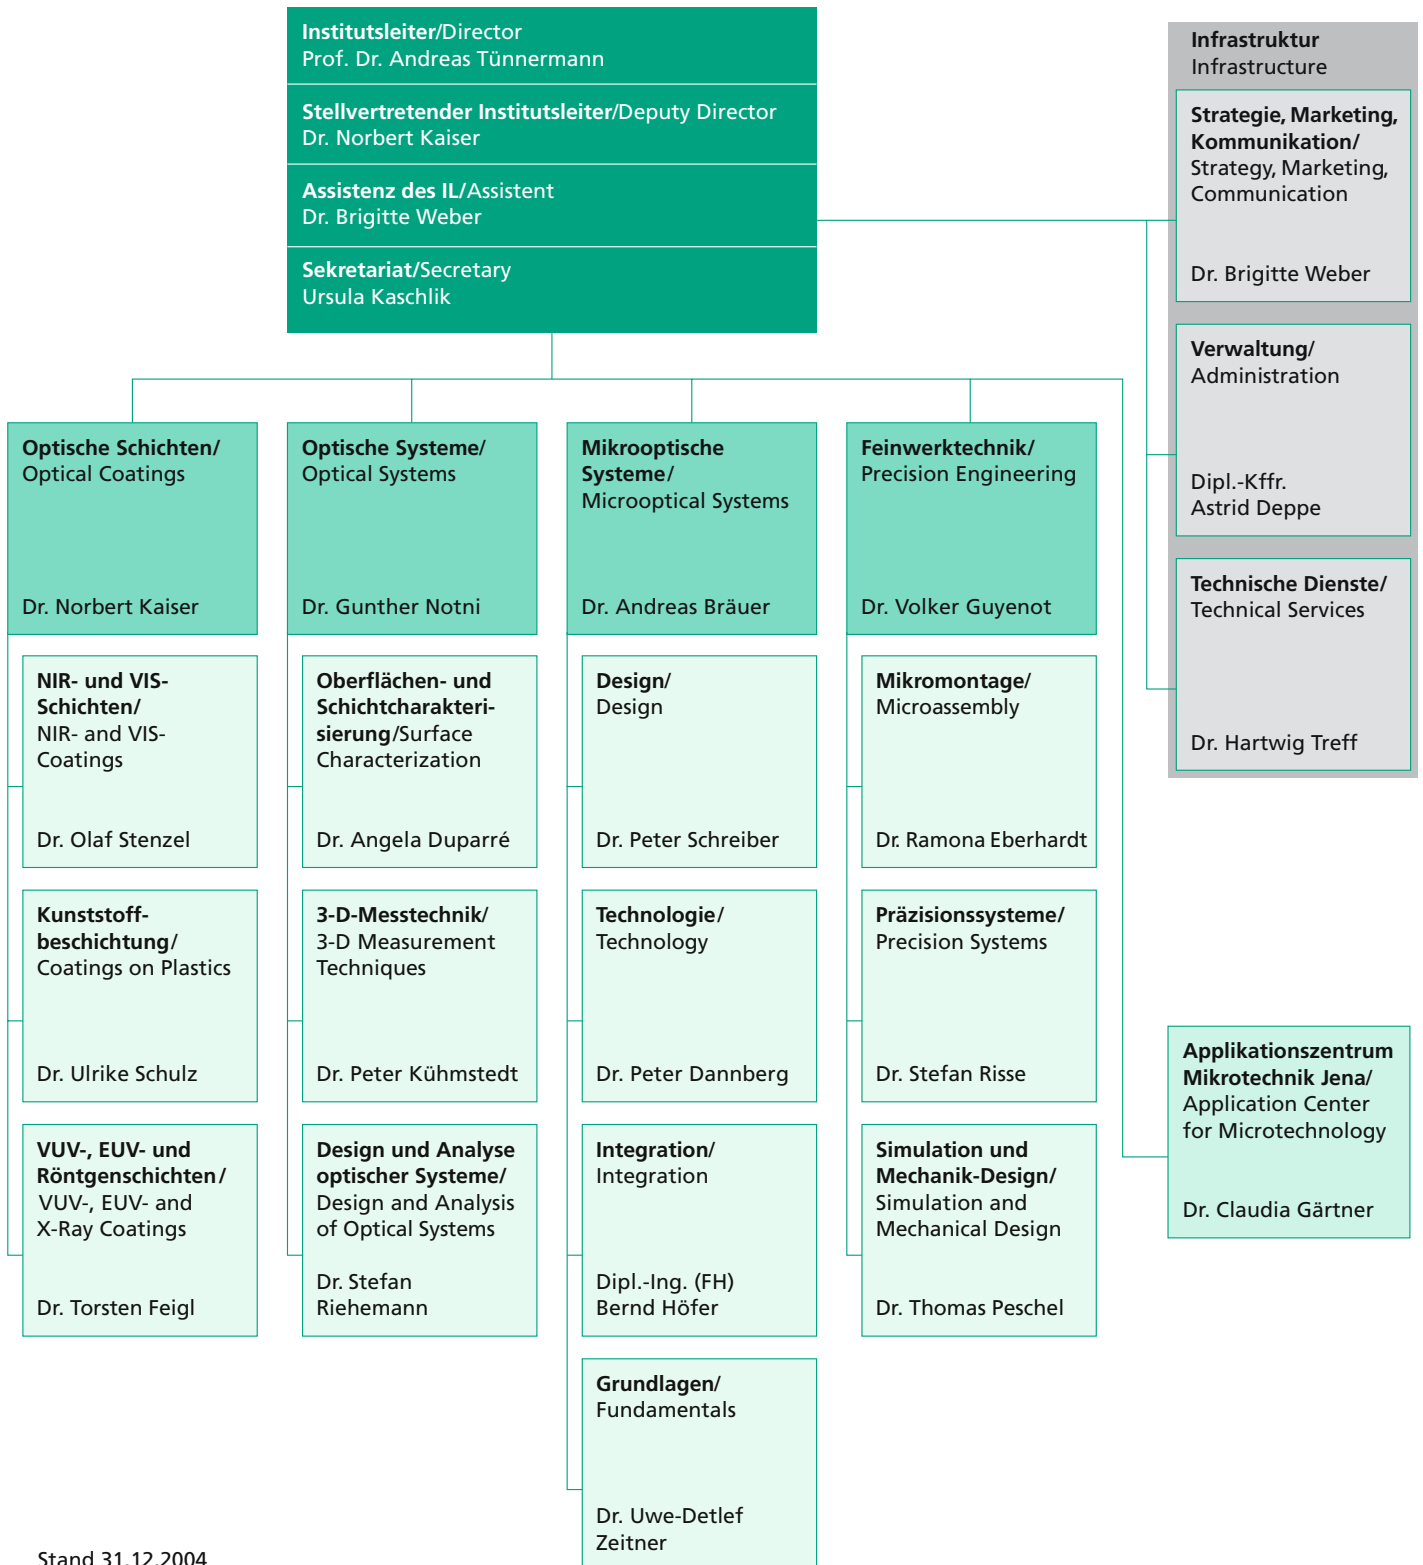 Institutsleiter/Director
Prof. Dr. Andreas Tünnermann
Stellvertretender Institutsleiter/Deputy Director
Dr. Norbert Kaiser
Assistenz des IL/Assistent
Dr. Brigitte Weber
Sekretariat/Secretary
Ursula Kaschlik
Infrastruktur
Infrastructure
Strategie, Marketing,
Kommunikation/
Strategy, Marketing,
Communication
Dr. Brigitte Weber
Verwaltung/
Administration
Dipl.-Kffr.
Astrid Deppe
Technische Dienste/
Technical Services
Dr. Hartwig Treff
Optische Schichten/
Optical Coatings
Dr. Norbert Kaiser
NIR- und VIS-
Schichten/
NIR- and VIS-
Coatings
Dr. Olaf Stenzel
Kunststoff-
beschichtung/
Coatings on Plastics
Dr. Ulrike Schulz
VUV-, EUV- und
Röntgenschichten/
VUV-, EUV- and
X-Ray Coatings
Dr. Torsten Feigl
Optische Systeme/
Optical Systems
Dr. Gunther Notni
Oberflächen- und
Schichtcharakteri-
sierung/Surface
Characterization
Dr. Angela Duparré
3-D-Messtechnik/
3-D Measurement
Techniques
Dr. Peter Kühmstedt
Design und Analyse
optischer Systeme/
Design and Analysis
of Optical Systems
Dr. Stefan
Riehemann
Mikrooptische
Systeme/
Microoptical Systems
Dr. Andreas Bräuer
Design/
Design
Dr. Peter Schreiber
Technologie/
Technology
Dr. Peter Dannberg
Integration/
Integration
Dipl.-Ing. (FH)
Bernd Höfer
Grundlagen/
Fundamentals
Dr. Uwe-Detlef
Zeitner
Feinwerktechnik/
Precision Engineering
Dr. Volker Guyenot
Mikromontage/
Microassembly
Dr. Ramona Eberhardt
Präzisionssysteme/
Precision Systems
Dr. Stefan Risse
Simulation und
Mechanik-Design/
Simulation and
Mechanical Design
Dr. Thomas Peschel
Applikationszentrum
Mikrotechnik Jena/
Application Center
for Microtechnology
Dr. Claudia Gärtner
Stand 31.12.2004